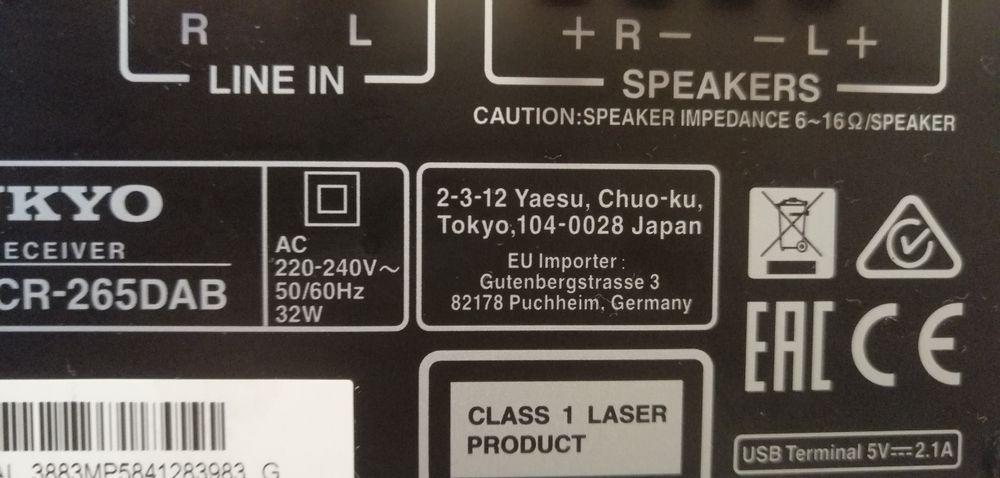 R L
LINE IN
+ R − − L +
SPEAKERS
CAUTION:SPEAKER IMPEDANCE 6~16Ω/SPEAKER
KYO
ECEIVER
CR-265DAB
AC
220-240V~
50/60Hz
32W
2-3-12 Yaesu, Chuo-ku,
Tokyo,104-0028 Japan
EU Importer:
Gutenbergstrasse 3
82178 Puchheim, Germany
EAC CE
CLASS 1 LASER
PRODUCT
3883MP5841283983 G
USB Terminal 5V⎓2.1A